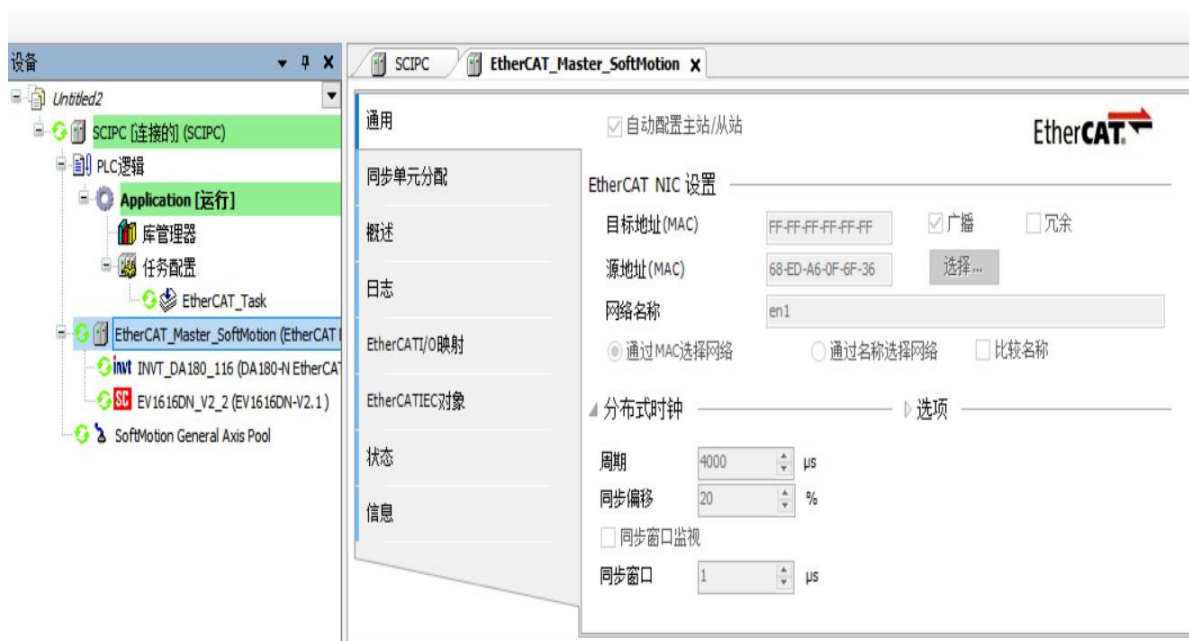 设备
Untitled2
SCIPC [连接的] (SCIPC)
PLC逻辑
Application [运行]
库管理器
任务配置
EtherCAT_Task
EtherCAT_Master_SoftMotion (EtherCAT
invt INVT_DA180_116 (DA180-N EtherCAT
SC EV1616DN_V2_2 (EV1616DN-V2.1)
SoftMotion General Axis Pool
SCIPC
EtherCAT_Master_SoftMotion
通用
同步单元分配
概述
日志
EtherCATI/O映射
EtherCATIEC对象
状态
信息
自动配置主站/从站
EtherCAT
EtherCAT NIC 设置
目标地址(MAC) FF-FF-FF-FF-FF-FF 广播 冗余
源地址(MAC) 68-ED-A6-0F-6F-36 选择...
网络名称 en1
通过MAC选择网络 通过名称选择网络 比较名称
分布式时钟 选项
周期 4000 µs
同步偏移 20 %
同步窗口监视
同步窗口 1 µs